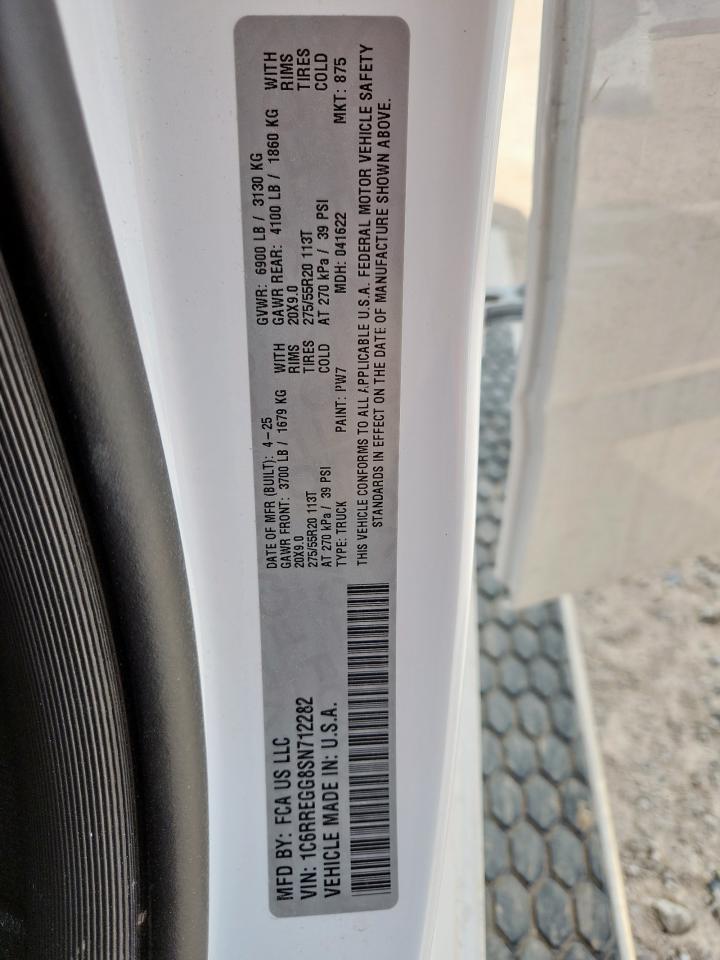 MFD BY: FCA US LLC
VIN: 1C6RREGG8SN712282
VEHICLE MADE IN: U.S.A.
DATE OF MFR (BUILT): 4-25 GVWR: 6900 LB / 3130 KG
GAWR FRONT: 3700 LB / 1679 KG WITH GAWR REAR: 4100 LB / 1860 KG WITH
20X9.0 RIMS 20X9.0 RIMS
275/55R20 113T TIRES 275/55R20 113T TIRES
AT 270 kPa / 39 PSI COLD AT 270 kPa / 39 PSI COLD
TYPE: TRUCK PAINT: PW7 MDH: 041622 MKT: 875
THIS VEHICLE CONFORMS TO ALL APPLICABLE U.S.A. FEDERAL MOTOR VEHICLE SAFETY
STANDARDS IN EFFECT ON THE DATE OF MANUFACTURE SHOWN ABOVE.